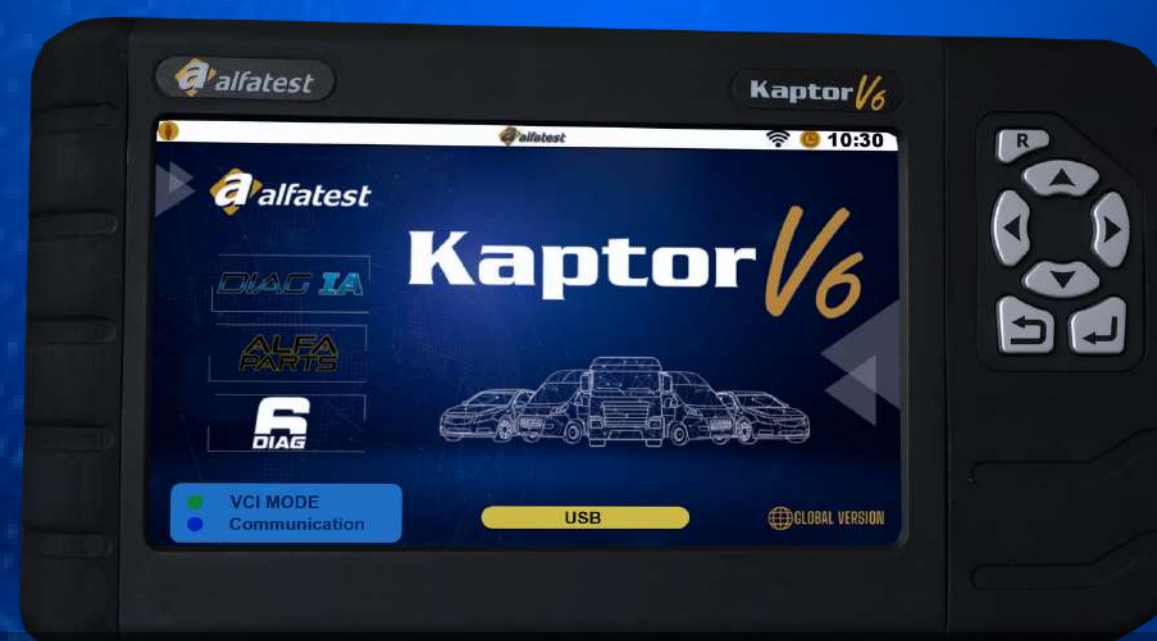 a alfatest
Kaptor V6
a alfatest
10:30
a alfatest
Kaptor V6
DIAG IA
ALFA
PARTS
6
DIAG
VCI MODE
Communication
USB
GLOBAL VERSION
R